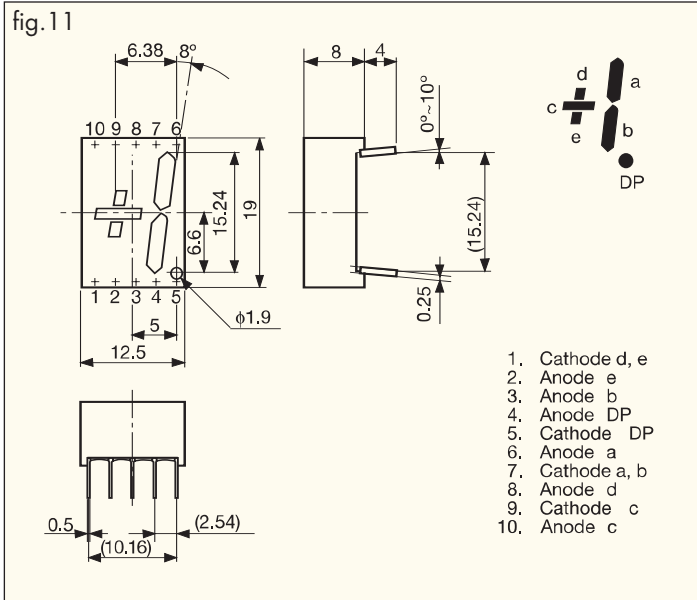 fig.11
6.38 8°
8 4
10 9 8 7 6
0°~10°
d
a
c
e
b
DP
15.24
19
6.6
(15.24)
1 2 3 4 5
0.25
5
ϕ1.9
12.5
1. Cathode d, e
2. Anode e
3. Anode b
4. Anode DP
5. Cathode DP
6. Anode a
7. Cathode a, b
8. Anode d
9. Cathode c
10. Anode c
0.5
(2.54)
(10.16)